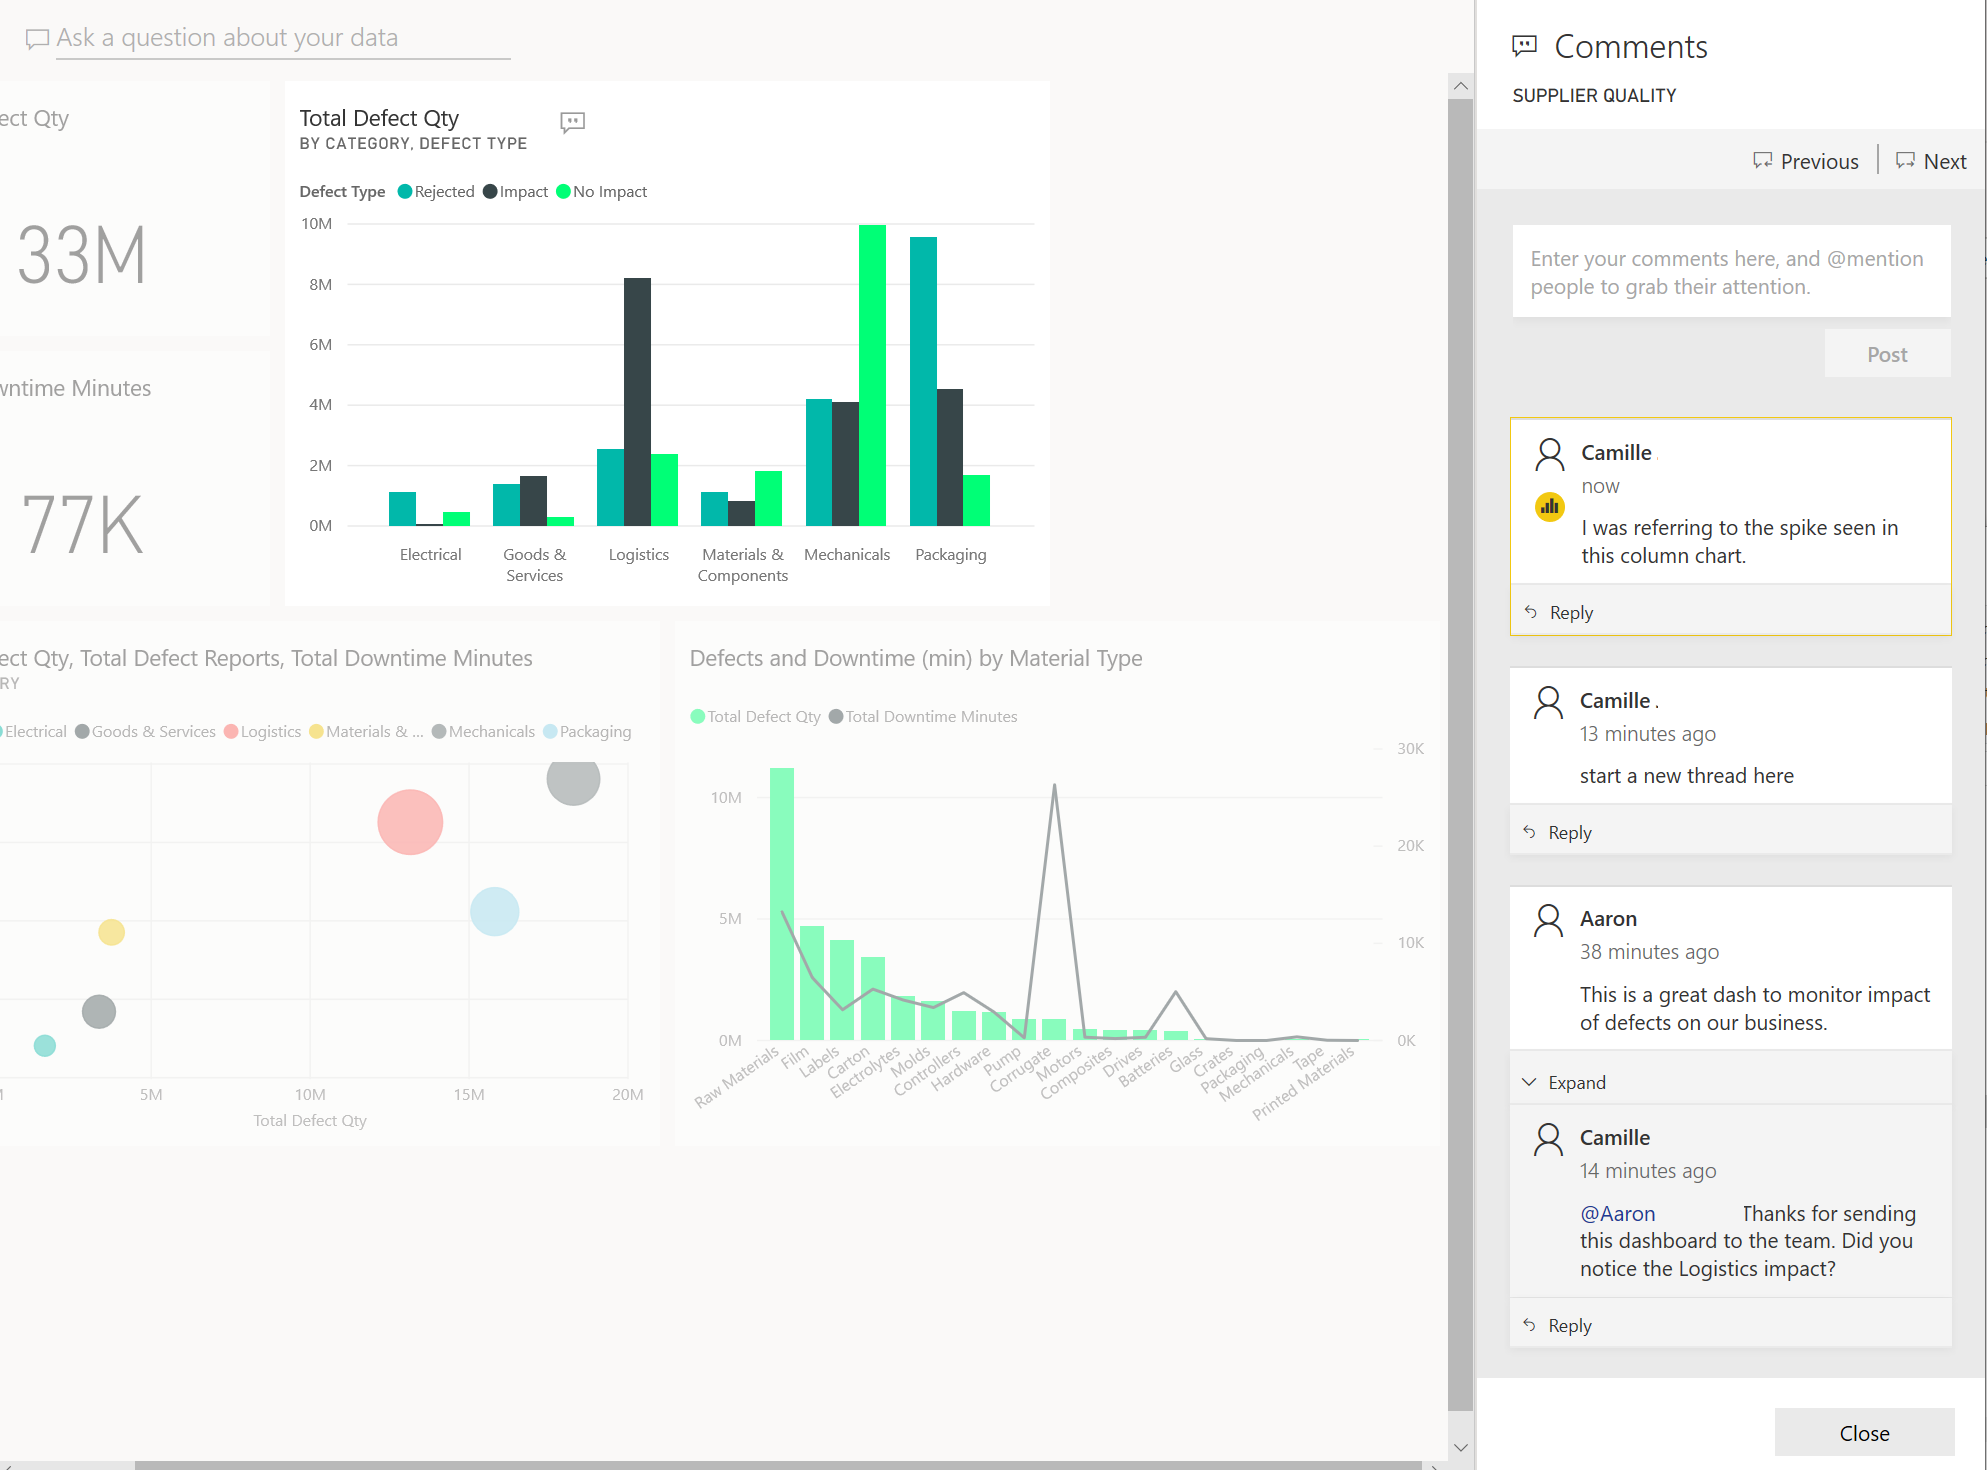 Ask a question about your data
ect Qty
33M
wntime Minutes
77K
Total Defect Qty
BY CATEGORY, DEFECT TYPE
Defect Type Rejected Impact No Impact
10M
8M
6M
4M
2M
0M
Electrical
Goods & Services
Logistics
Materials & Components
Mechanicals
Packaging
ect Qty, Total Defect Reports, Total Downtime Minutes
RY
Electrical Goods & Services Logistics Materials & ... Mechanicals Packaging
5M 10M 15M 20M
Total Defect Qty
Defects and Downtime (min) by Material Type
Total Defect Qty Total Downtime Minutes
10M
5M
0M
30K
20K
10K
0K
Raw Materials
Film
Labels
Carton
Electrolytes
Molds
Controllers
Hardware
Pump
Corrugate
Motors
Composites
Drives
Batteries
Glass
Crates
Packaging
Mechanicals
Tape
Printed Materials
Comments
SUPPLIER QUALITY
Previous Next
Enter your comments here, and @mention
people to grab their attention.
Post
Camille
now
I was referring to the spike seen in
this column chart.
Reply
Camille .
13 minutes ago
start a new thread here
Reply
Aaron
38 minutes ago
This is a great dash to monitor impact
of defects on our business.
Expand
Camille
14 minutes ago
@Aaron Thanks for sending
this dashboard to the team. Did you
notice the Logistics impact?
Reply
Close